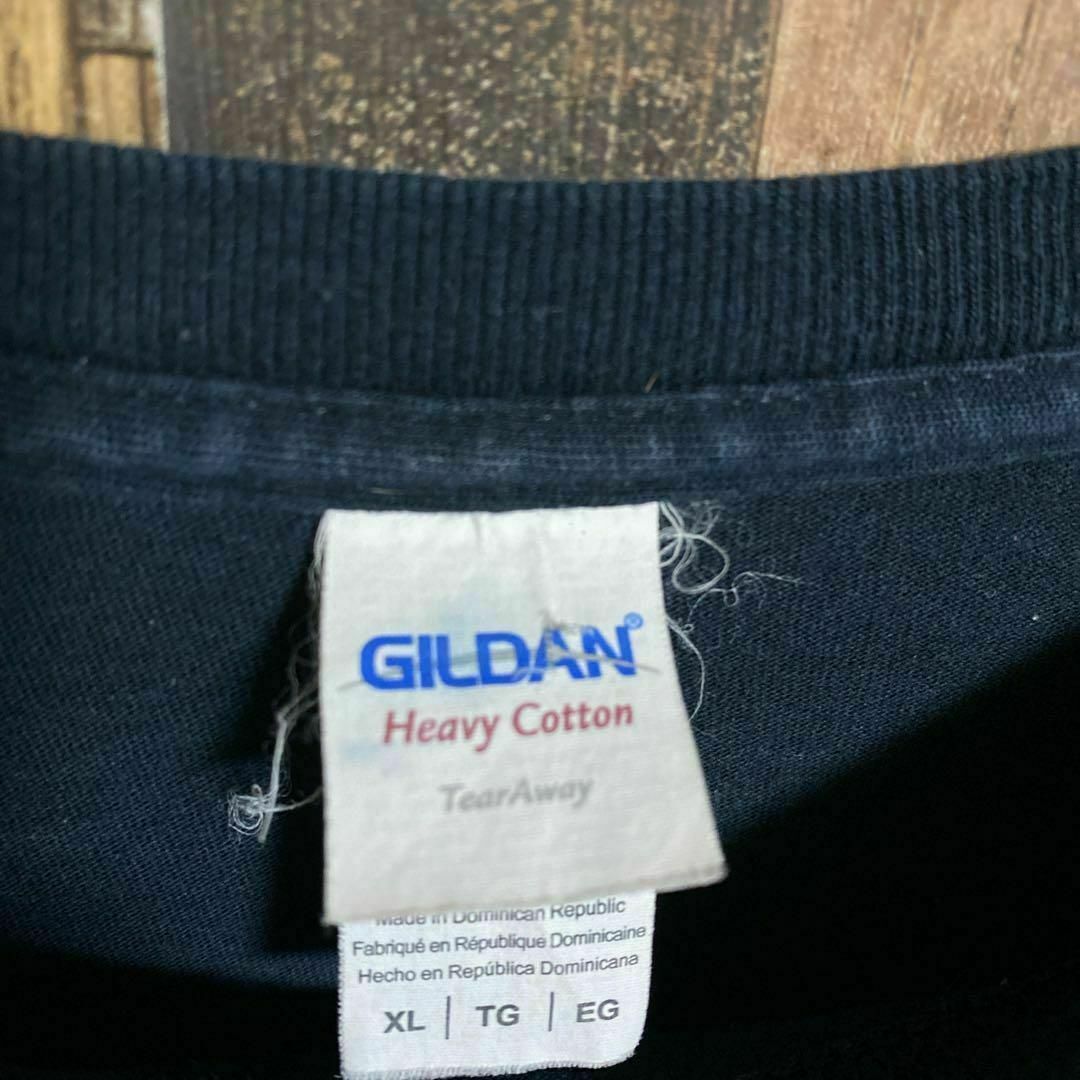 GILDAN®
Heavy Cotton
TearAway
Made in Dominican Republic
Fabriqué en République Dominicaine
Hecho en República Dominicana
XL | TG | EG